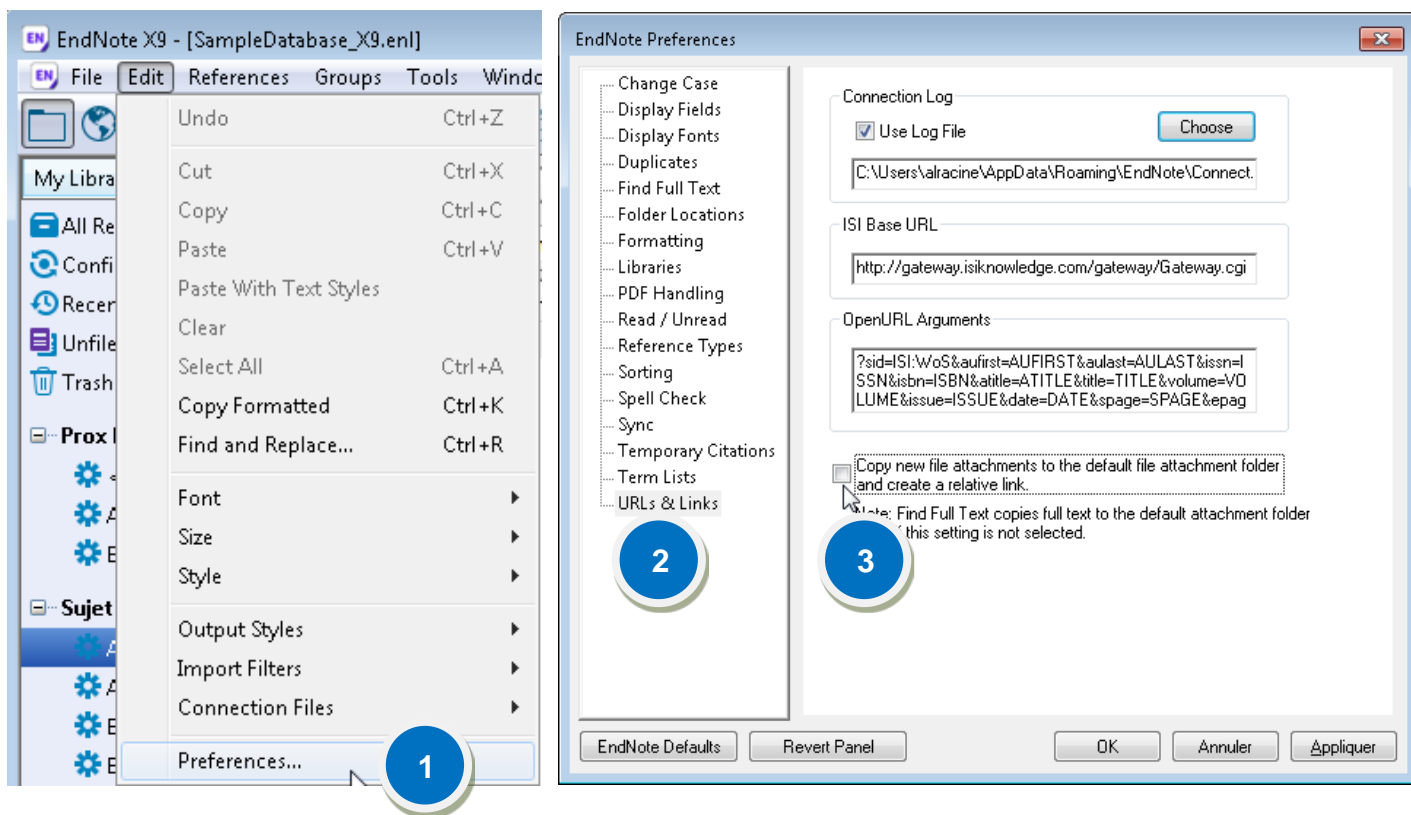 EndNote X9 - [SampleDatabase_X9.enl]
File Edit References Groups Tools
Undo Ctrl+Z
Cut Ctrl+X
Copy Ctrl+C
Paste Ctrl+V
Paste With Text Styles
Clear
Select All Ctrl+A
Copy Formatted Ctrl+K
Find and Replace... Ctrl+R
Font
Size
Style
Output Styles
Import Filters
Connection Files
Preferences...
1
My Libra
All Re
Confi
Recen
Unfile
Trash
Prox
Sujet
EndNote Preferences
Change Case
Display Fields
Display Fonts
Duplicates
Find Full Text
Folder Locations
Formatting
Libraries
PDF Handling
Read / Unread
Reference Types
Sorting
Spell Check
Sync
Temporary Citations
Term Lists
URLs & Links
2
Connection Log
Use Log File Choose
C:\Users\alracine\AppData\Roaming\EndNote\Connect.
ISI Base URL
http://gateway.isiknowledge.com/gateway/Gateway.cgi
OpenURL Arguments
?sid=ISI:WoS&aufirst=AUFIRST&aulast=AULAST&issn=I
SSN&isbn=ISBN&atitle=ATITLE&title=TITLE&volume=VO
LUME&issue=ISSUE&date=DATE&spage=SPAGE&epag
Copy new file attachments to the default file attachment folder
and create a relative link.
Note: Find Full Text copies full text to the default attachment folder
this setting is not selected.
3
EndNote Defaults Revert Panel OK Annuler Appliquer